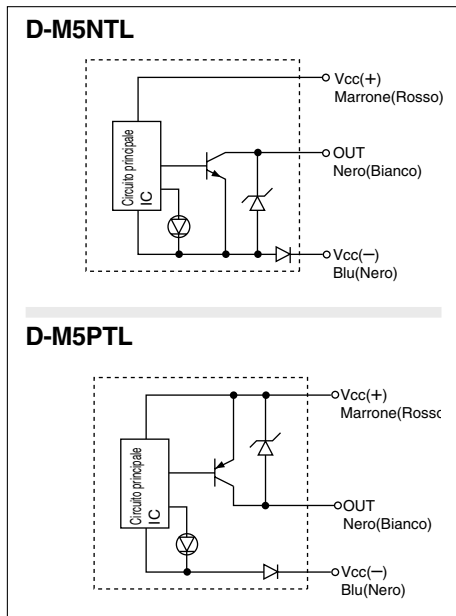 D-M5NTL
Vcc(+)
Marrone(Rosso)
OUT
Nero(Bianco)
Circuito principale
IC
Vcc(—)
Blu(Nero)
D-M5PTL
Vcc(+)
Marrone(Rosso
OUT
Nero(Bianco)
Circuito principale
IC
Vcc(—)
Blu(Nero)